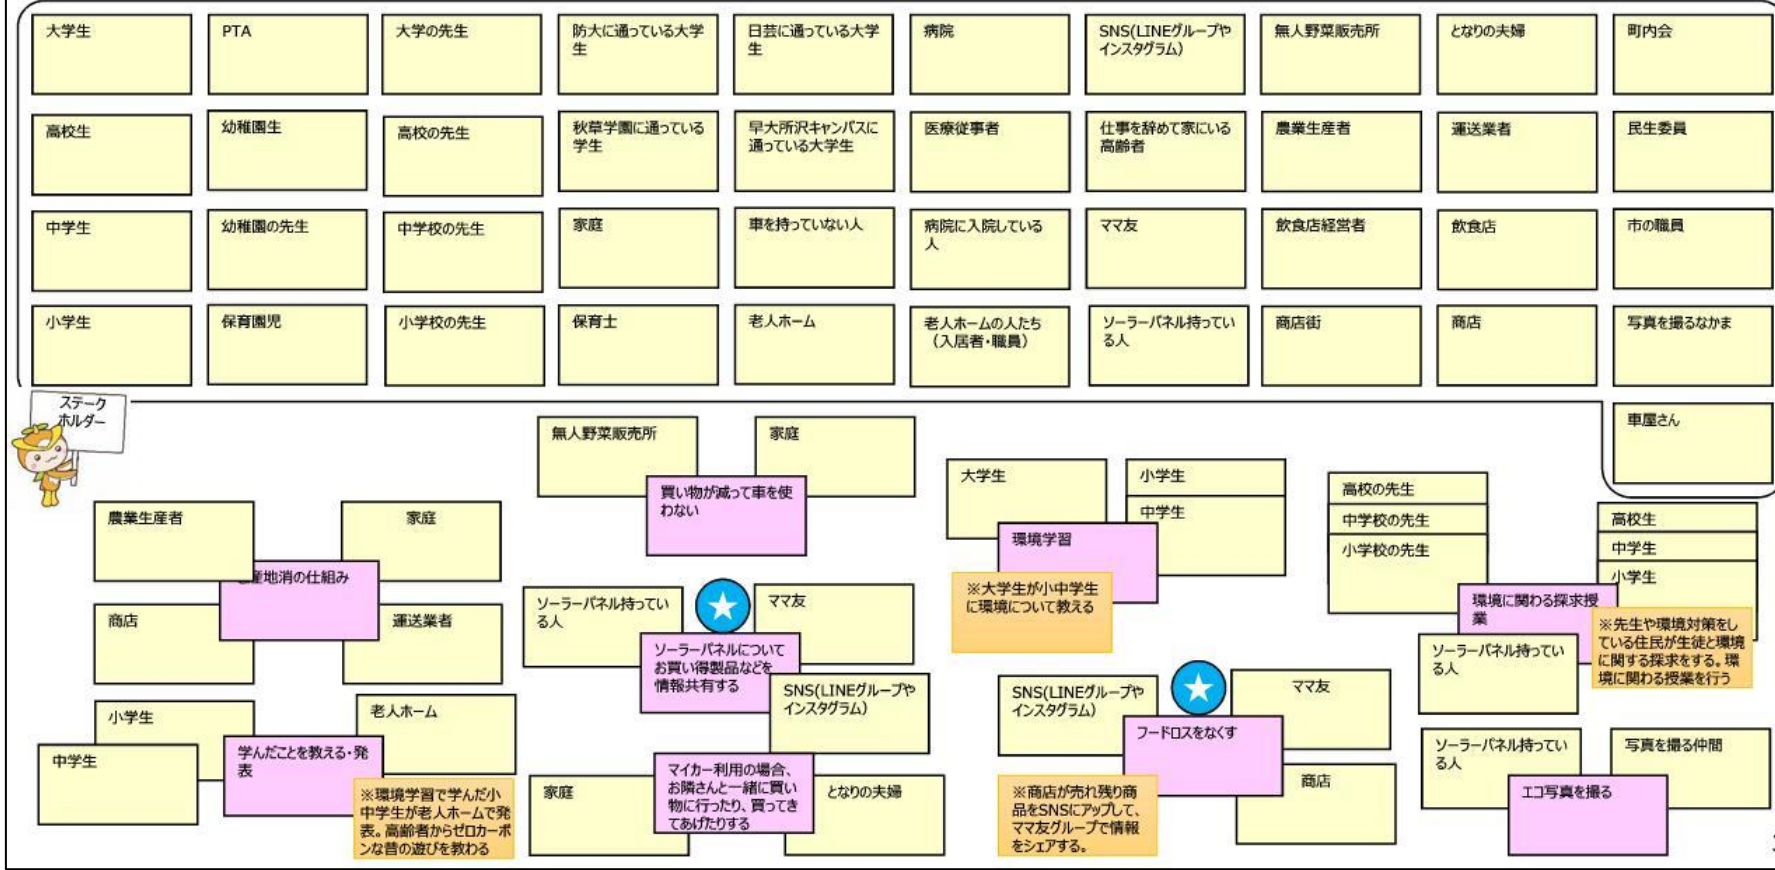 大学生
PTA
大学の先生
防大に通っている大学
生
日芸に通っている大学
生
病院
SNS(LINEグループや
インスタグラム)
無人野菜販売所
となりの夫婦
町内会
高校生
幼稚園生
高校の先生
秋草学園に通っている
学生
早大所沢キャンパスに
通っている大学生
医療従事者
仕事を辞めて家にいる
高齢者
農業生産者
運送業者
民生委員
中学生
幼稚園の先生
中学校の先生
家庭
車を持っていない人
病院に入院している
人
ママ友
飲食店経営者
飲食店
市の職員
小学生
保育園児
小学校の先生
保育士
老人ホーム
老人ホームの人たち
(入居者・職員)
ソーラーパネル持ってい
る人
商店街
商店
写真を撮るなかま
車屋さん
ステーク
ホルダー
農業生産者
家庭
産地消の仕組み
商店
運送業者
小学生
中学生
老人ホーム
学んだことを教える・発
表
※環境学習で学んだ小
中学生が老人ホームで発
表。高齢者からゼロカーボ
ンな昔の遊びを教わる
無人野菜販売所
家庭
買い物が減って車を使
わない
ソーラーパネル持ってい
る人
ママ友
ソーラーパネルについて
お買い得製品などを
情報共有する
SNS(LINEグループや
インスタグラム)
マイカー利用の場合、
お隣さんと一緒に買い
物に行ったり、買ってき
てあげたりする
家庭
となりの夫婦
大学生
小学生
中学生
環境学習
※大学生が小中学生
に環境について教える
SNS(LINEグループや
インスタグラム)
ママ友
フードロスをなくす
商店
※商店が売れ残り商
品をSNSにアップして、
ママ友グループで情報
をシェアする。
高校の先生
中学校の先生
小学校の先生
高校生
中学生
小学生
環境に関わる探求授
業
ソーラーパネル持ってい
る人
※先生や環境対策をし
ている住民が生徒と環境
に関する探求をする。環
境に関わる授業を行う
ソーラーパネル持ってい
る人
写真を撮る仲間
エコ写真を撮る